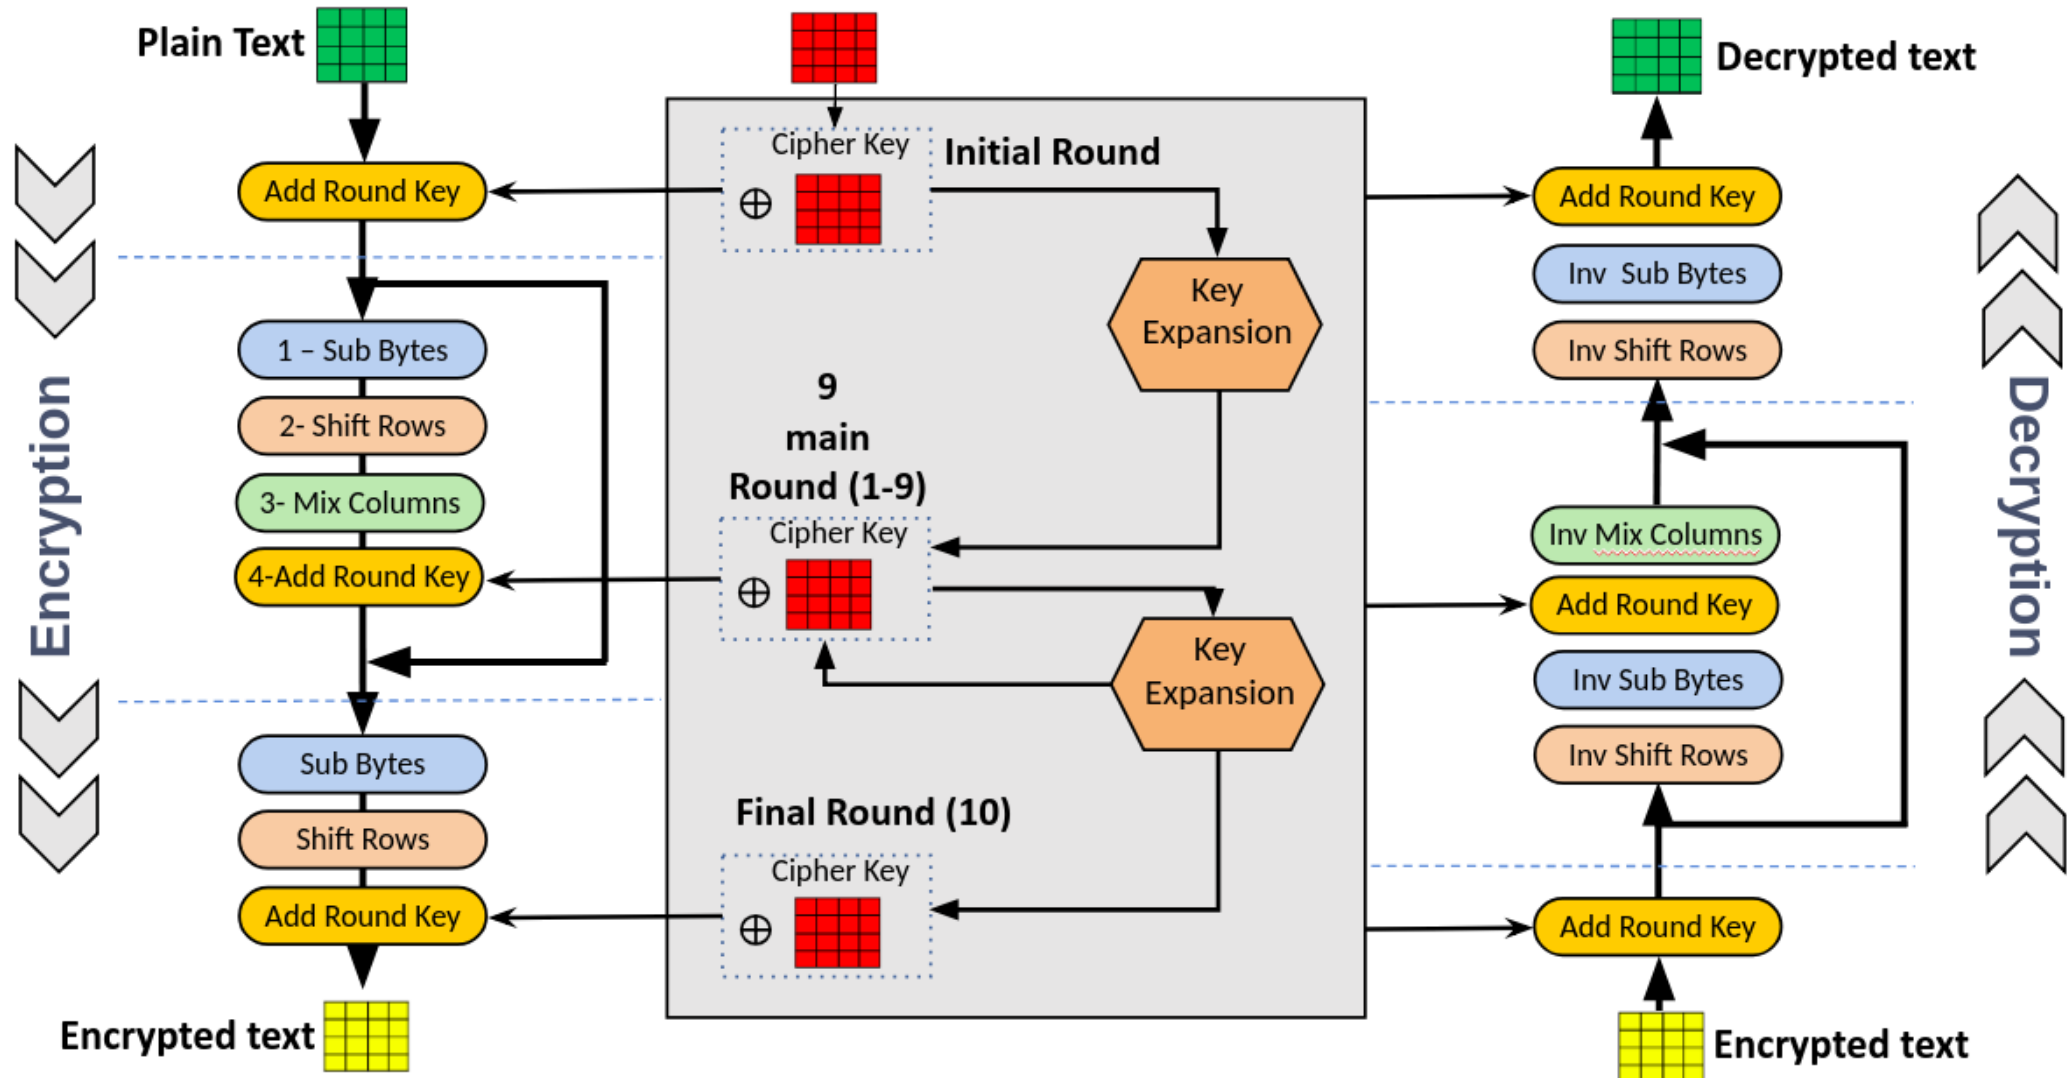 Plain Text
Add Round Key
Encryption
1 – Sub Bytes
2- Shift Rows
3- Mix Columns
4-Add Round Key
Sub Bytes
Shift Rows
Add Round Key
Encrypted text
Cipher Key
Initial Round
Key
Expansion
9
main
Round (1-9)
Cipher Key
Key
Expansion
Final Round (10)
Cipher Key
Decrypted text
Add Round Key
Inv  Sub Bytes
Inv Shift Rows
Inv Mix Columns
Add Round Key
Inv Sub Bytes
Inv Shift Rows
Add Round Key
Encrypted text
Decryption